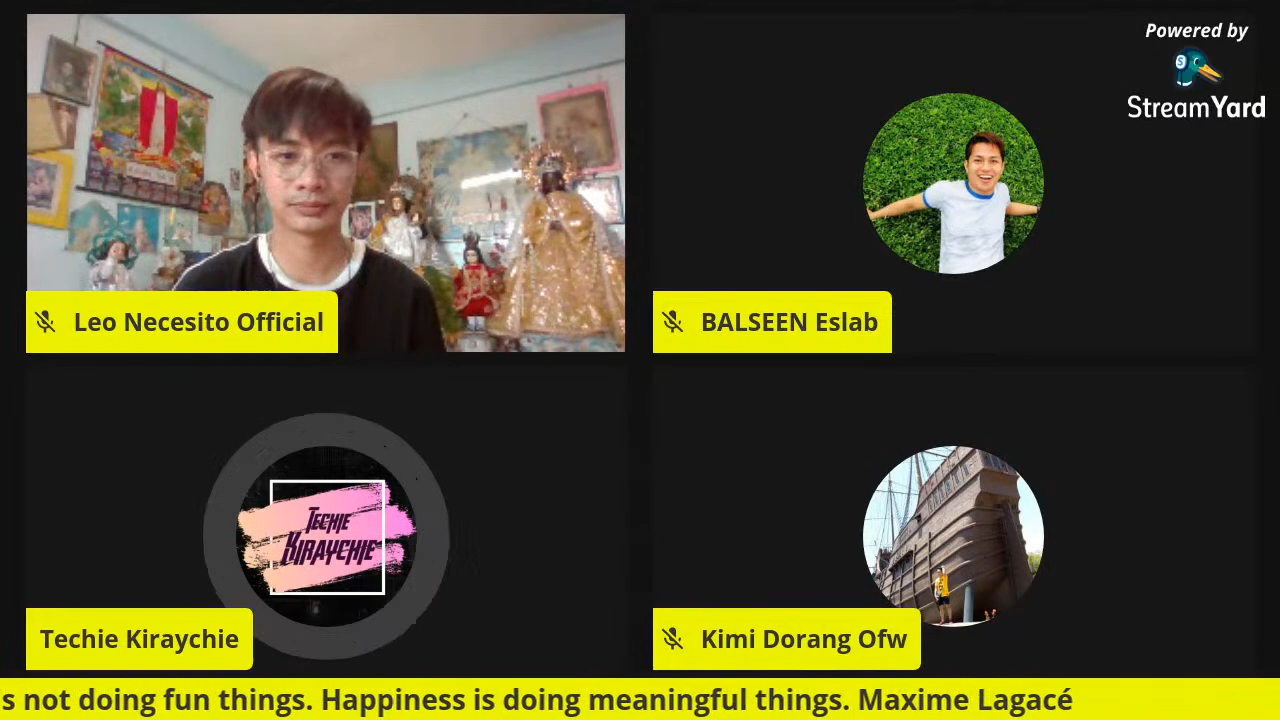 Powered by
StreamYard
Leo Necesito Official
BALSEEN Eslab
TECHIE
KIRAYCHIE
Techie Kiraychie
Kimi Dorang Ofw
s not doing fun things. Happiness is doing meaningful things. Maxime Lagacé